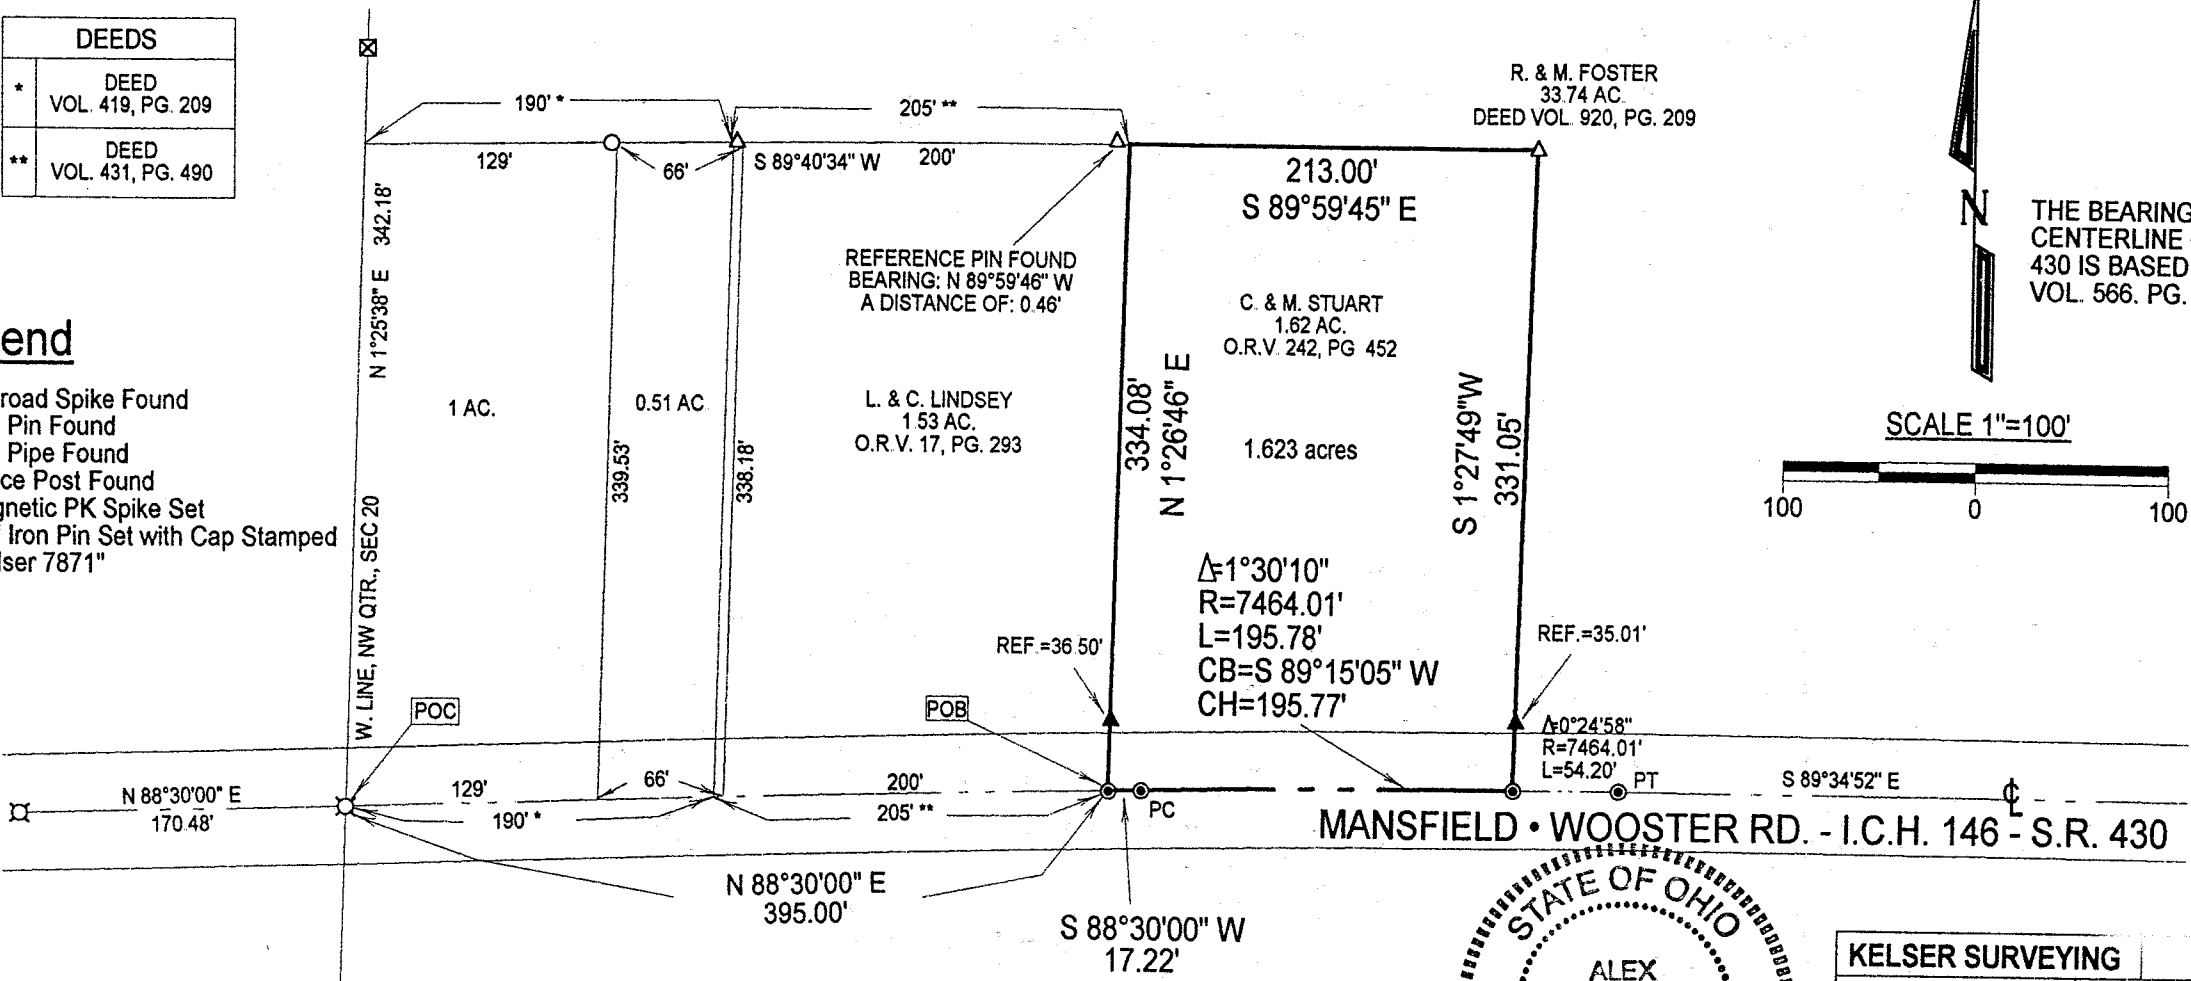 DEEDS
* DEED
VOL. 419, PG. 209
** DEED
VOL. 431, PG. 490
190' *
205' **
R. & M. FOSTER
33.74 AC.
DEED VOL. 920, PG. 209
129'
66'
S 89°40'34" W
200'
213.00'
S 89°59'45" E
N 1°25'38" E 342.18'
REFERENCE PIN FOUND
BEARING: N 89°59'46" W
A DISTANCE OF: 0.46'
N
THE BEARING
CENTERLINE
430 IS BASED
VOL. 566. PG.
C. & M. STUART
1.62 AC.
O.R.V. 242, PG 452
end
road Spike Found
Pin Found
Pipe Found
ce Post Found
gnetic PK Spike Set
Iron Pin Set with Cap Stamped
lser 7871"
1 AC.
0.51 AC
L. & C. LINDSEY
1.53 AC.
O.R.V. 17, PG. 293
339.53'
338.18'
334.08'
N 1°26'46" E
1.623 acres
S 1°27'49"W
331.05'
SCALE 1"=100'
100 0 100
W. LINE, NW QTR., SEC 20
Δ=1°30'10"
R=7464.01'
L=195.78'
CB=S 89°15'05" W
CH=195.77'
REF.=36.50'
REF.=35.01'
POC
POB
Δ=0°24'58"
R=7464.01'
L=54.20'
N 88°30'00" E
170.48'
129'
66'
200'
190' *
205' **
PC
PT
S 89°34'52" E
℄
MANSFIELD • WOOSTER RD. - I.C.H. 146 - S.R. 430
N 88°30'00" E
395.00'
S 88°30'00" W
17.22'
STATE OF OHIO
ALEX
KELSER SURVEYING